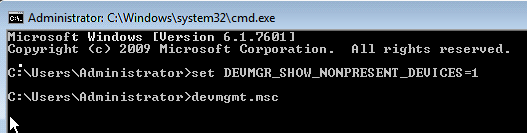 Administrator: C:\Windows\system32\cmd.exe
Microsoft Windows [Version 6.1.7601]
Copyright (c) 2009 Microsoft Corporation.  All rights reserved.
C:\Users\Administrator>set DEVMGR_SHOW_NONPRESENT_DEVICES=1
C:\Users\Administrator>devmgmt.msc